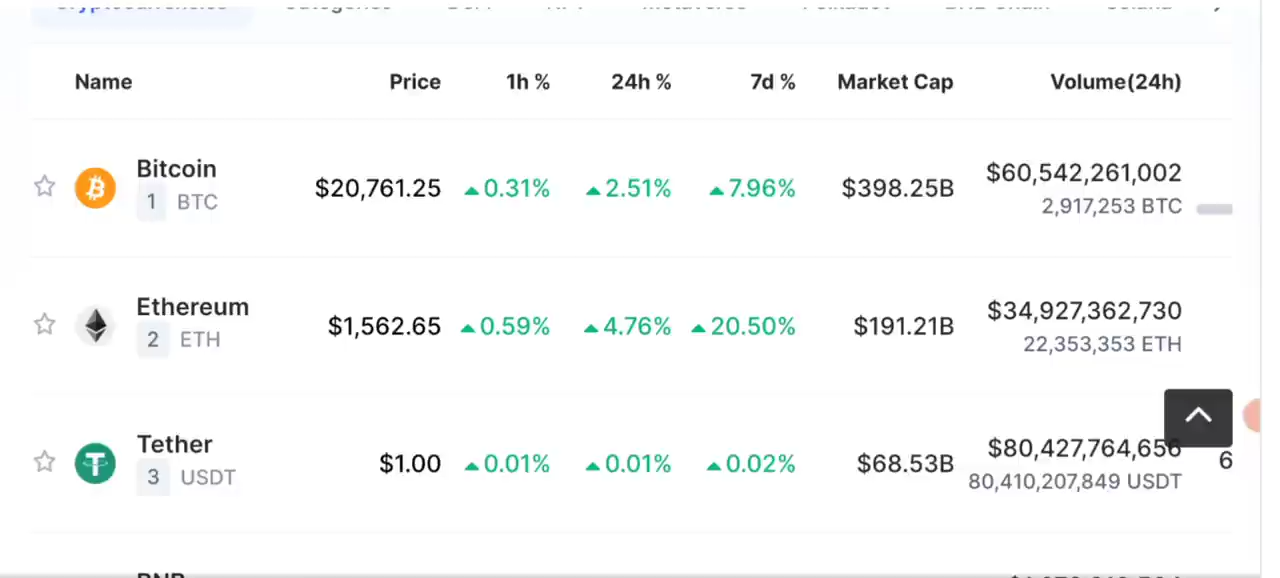 Name Price 1h % 24h % 7d % Market Cap Volume(24h)
Bitcoin
1 BTC
$20,761.25 0.31% 2.51% 7.96% $398.25B
$60,542,261,002
2,917,253 BTC
Ethereum
2 ETH
$1,562.65 0.59% 4.76% 20.50% $191.21B
$34,927,362,730
22,353,353 ETH
Tether
3 USDT
$1.00 0.01% 0.01% 0.02% $68.53B
$80,427,764,656
80,410,207,849 USDT
6